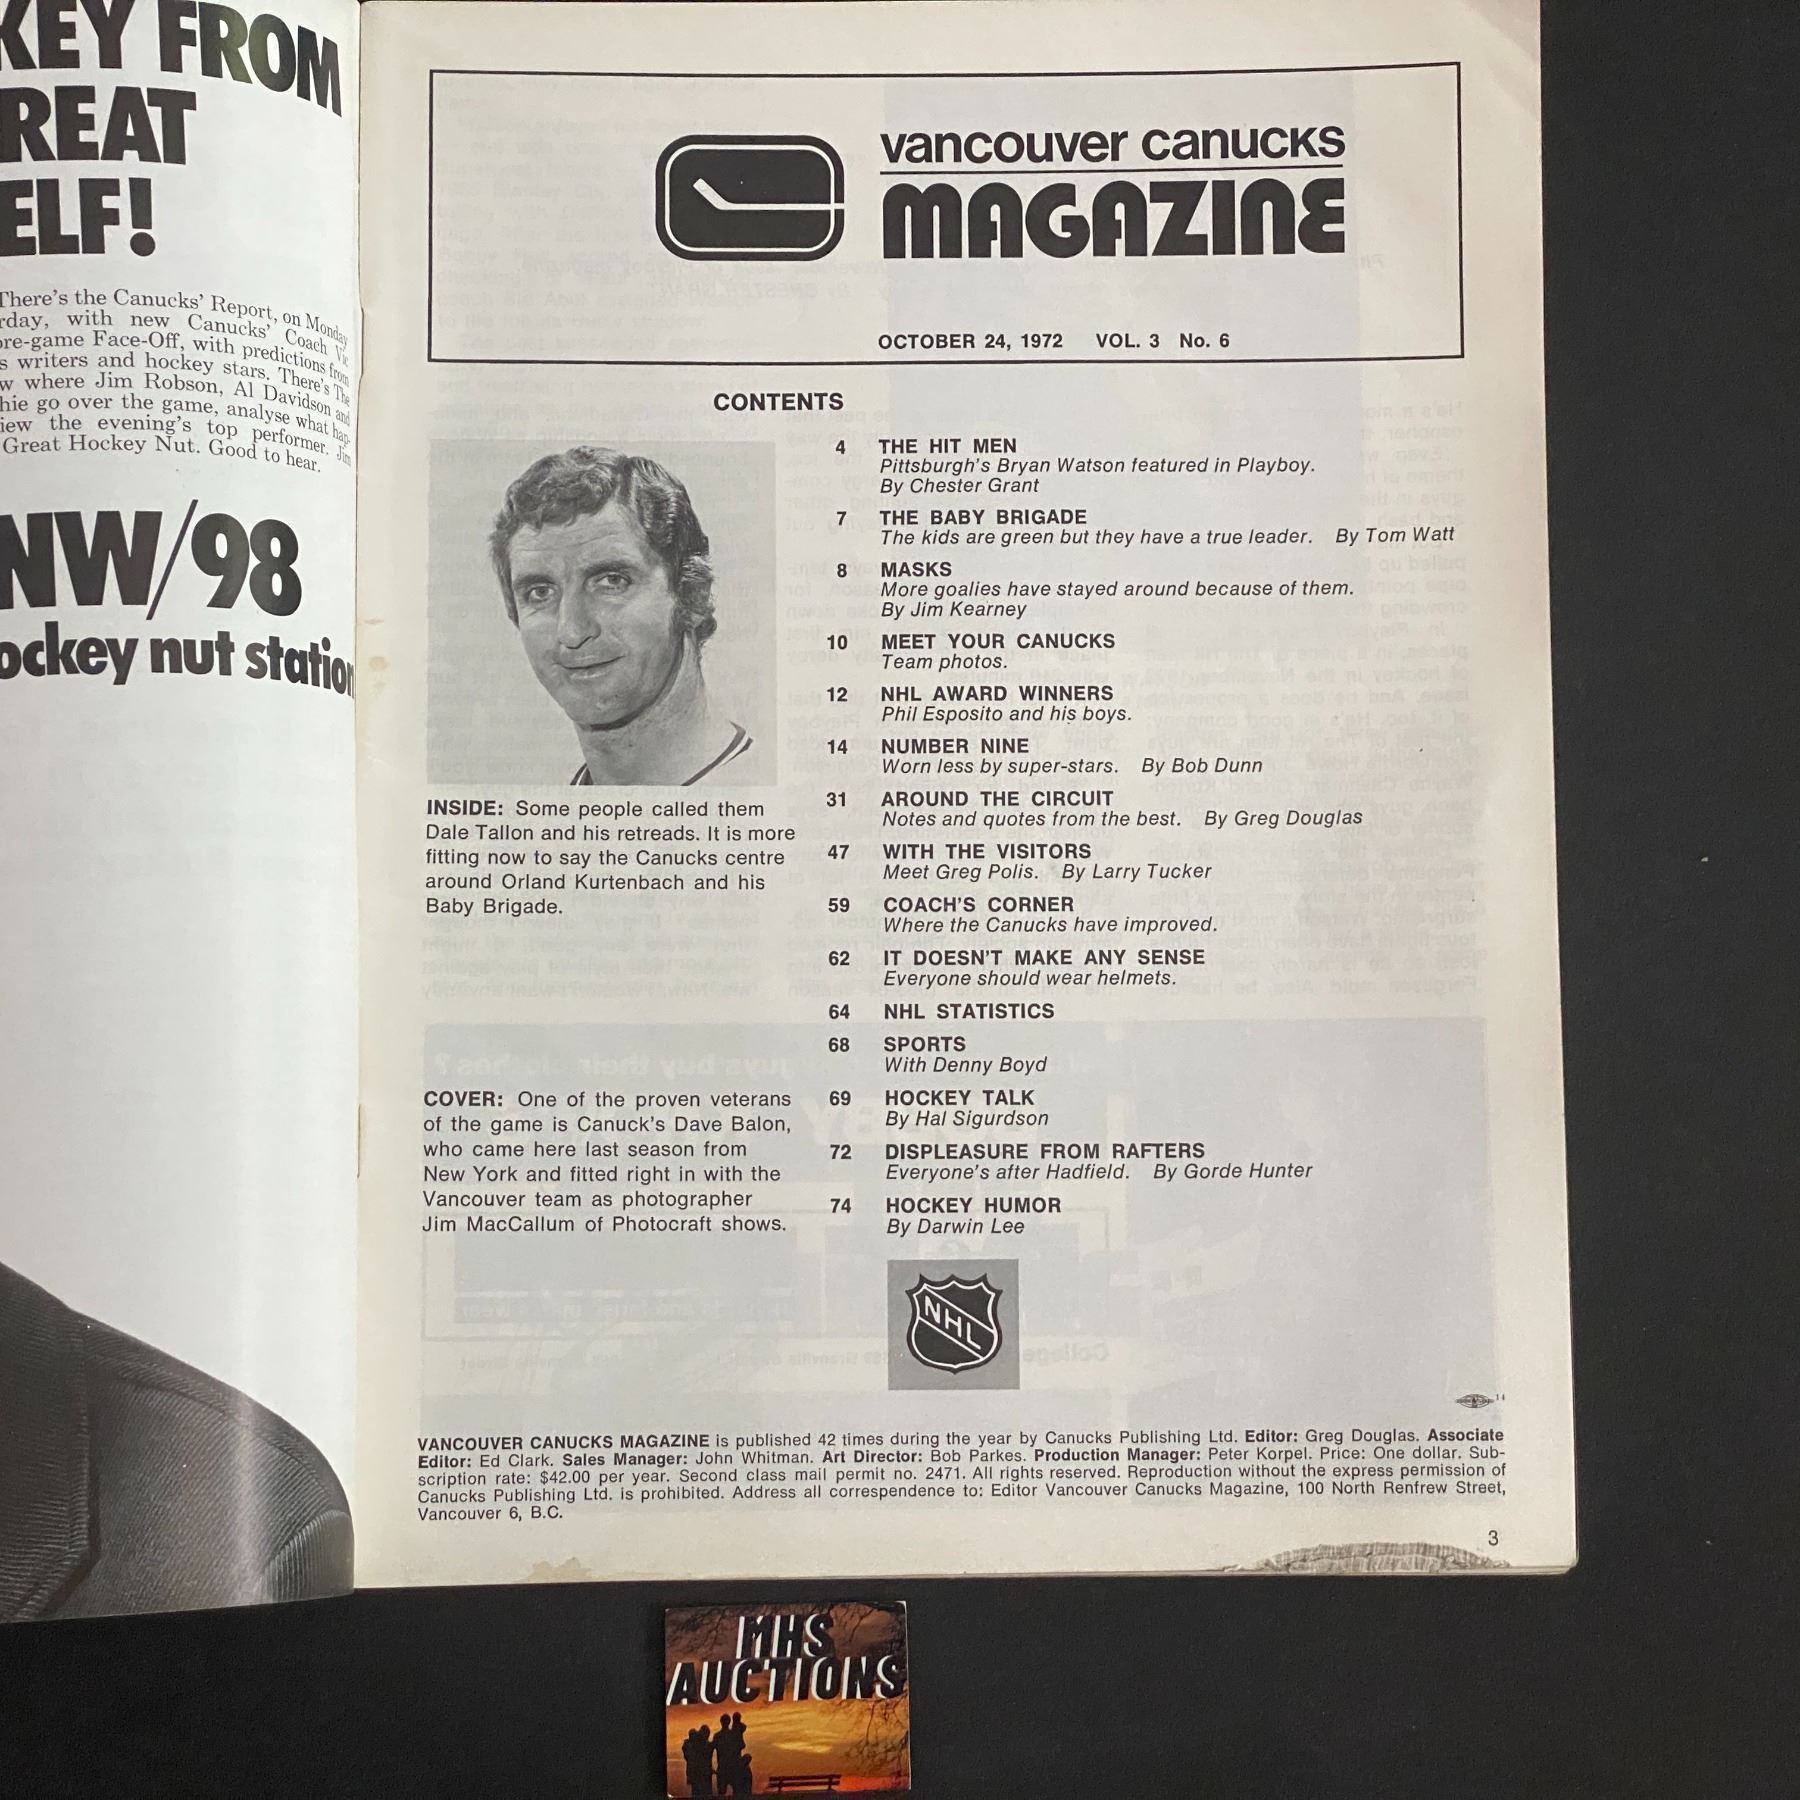 KEY FROM
REAT
ELF!
There's the Canucks' Report, on Monday
rday, with new Canucks' Coach Vic
pre-game Face-Off, with predictions from
s writers and hockey stars. There's The
w where Jim Robson, Al Davidson and
hie go over the game, analyse what hap-
iew the evening's top performer. Jim
Great Hockey Nut. Good to hear.
NW/98
ockey nut station
vancouver canucks
MAGAZINE
OCTOBER 24, 1972 VOL. 3 No. 6
CONTENTS
4 THE HIT MEN
Pittsburgh's Bryan Watson featured in Playboy.
By Chester Grant
7 THE BABY BRIGADE
The kids are green but they have a true leader. By Tom Watt
8 MASKS
More goalies have stayed around because of them.
By Jim Kearney
10 MEET YOUR CANUCKS
Team photos.
12 NHL AWARD WINNERS
Phil Esposito and his boys.
14 NUMBER NINE
Worn less by super-stars. By Bob Dunn
31 AROUND THE CIRCUIT
Notes and quotes from the best. By Greg Douglas
47 WITH THE VISITORS
Meet Greg Polis. By Larry Tucker
59 COACH'S CORNER
Where the Canucks have improved.
62 IT DOESN'T MAKE ANY SENSE
Everyone should wear helmets.
64 NHL STATISTICS
68 SPORTS
With Denny Boyd
69 HOCKEY TALK
By Hal Sigurdson
72 DISPLEASURE FROM RAFTERS
Everyone's after Hadfield. By Gorde Hunter
74 HOCKEY HUMOR
By Darwin Lee
INSIDE: Some people called them
Dale Tallon and his retreads. It is more
fitting now to say the Canucks centre
around Orland Kurtenbach and his
Baby Brigade.
COVER: One of the proven veterans
of the game is Canuck's Dave Balon,
who came here last season from
New York and fitted right in with the
Vancouver team as photographer
Jim MacCallum of Photocraft shows.
NHL
14
VANCOUVER CANUCKS MAGAZINE is published 42 times during the year by Canucks Publishing Ltd. Editor: Greg Douglas. Associate
Editor: Ed Clark. Sales Manager: John Whitman. Art Director: Bob Parkes. Production Manager: Peter Korpel. Price: One dollar. Sub-
scription rate: $42.00 per year. Second class mail permit no. 2471. All rights reserved. Reproduction without the express permission of
Canucks Publishing Ltd. is prohibited. Address all correspondence to: Editor Vancouver Canucks Magazine, 100 North Renfrew Street,
Vancouver 6, B.C.
3
MHS
AUCTIONS